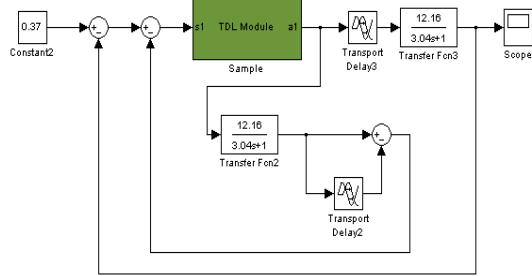 0.37
Constant2
s1
TDL Module
a1
Sample
Transport
Delay3
12.16
3.04s+1
Transfer Fcn3
Scope
12.16
3.04s+1
Transfer Fcn2
Transport
Delay2